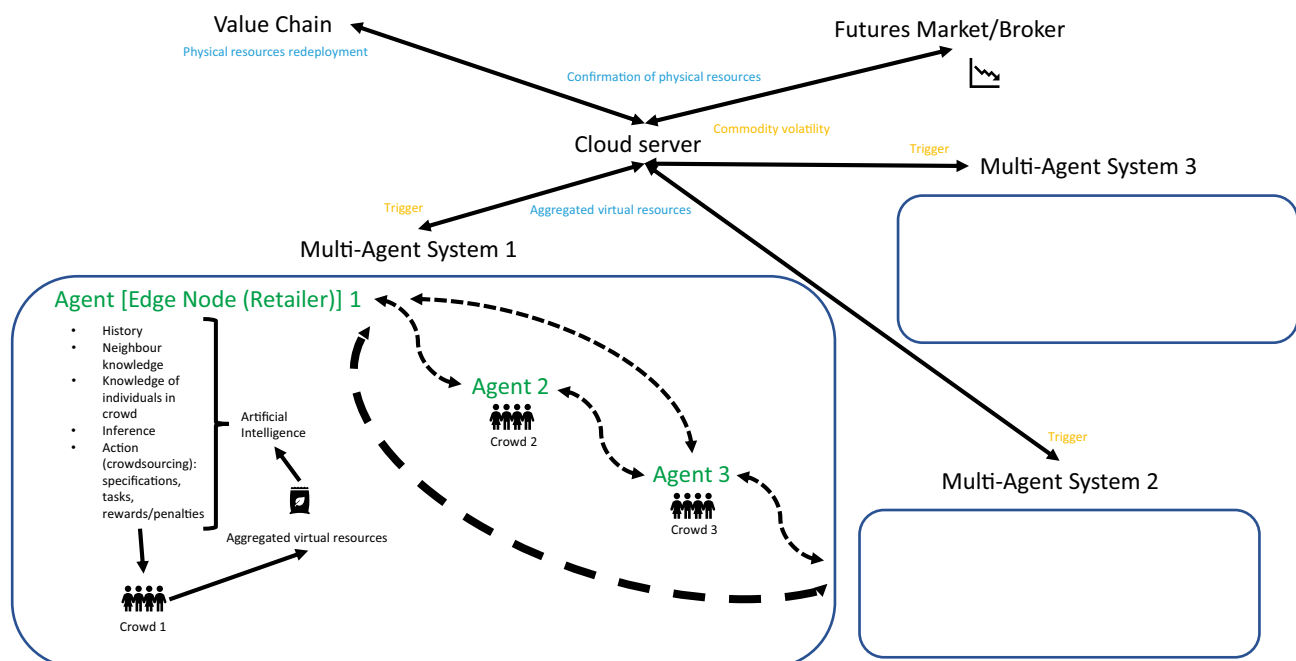 Value Chain
Physical resources redeployment
Futures Market/Broker
Confirmation of physical resources
Commodity volatility
Cloud server
Trigger
Multi-Agent System 3
Trigger
Aggregated virtual resources
Multi-Agent System 1
Agent [Edge Node (Retailer)] 1
• History
• Neighbour
knowledge
• Knowledge of
individuals in
crowd
• Inference
• Action
(crowdsourcing):
specifications,
tasks,
rewards/penalties
Artificial
Intelligence
Aggregated virtual resources
Crowd 1
Agent 2
Crowd 2
Agent 3
Crowd 3
Trigger
Multi-Agent System 2